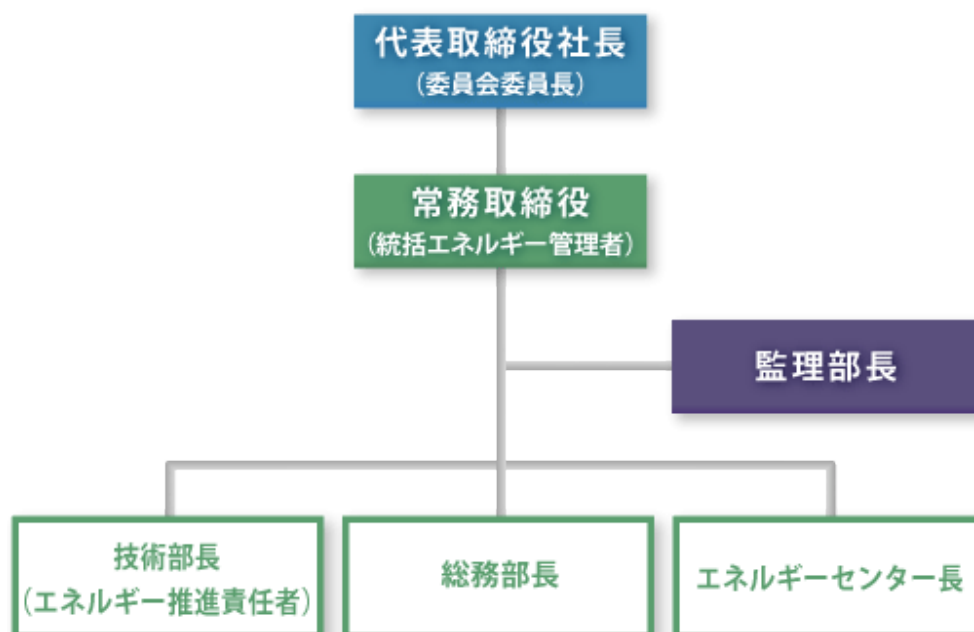 代表取締役社長
（委員会委員長）
常務取締役
（統括エネルギー管理者）
監理部長
技術部長
（エネルギー推進責任者）
総務部長
エネルギーセンター長